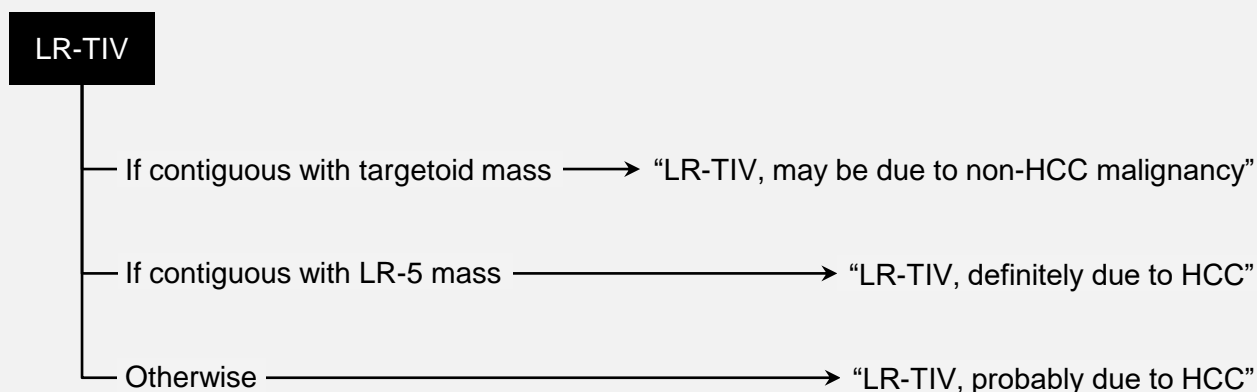 LR-TIV
If contiguous with targetoid mass “LR-TIV, may be due to non-HCC malignancy”
If contiguous with LR-5 mass “LR-TIV, definitely due to HCC”
Otherwise “LR-TIV, probably due to HCC”